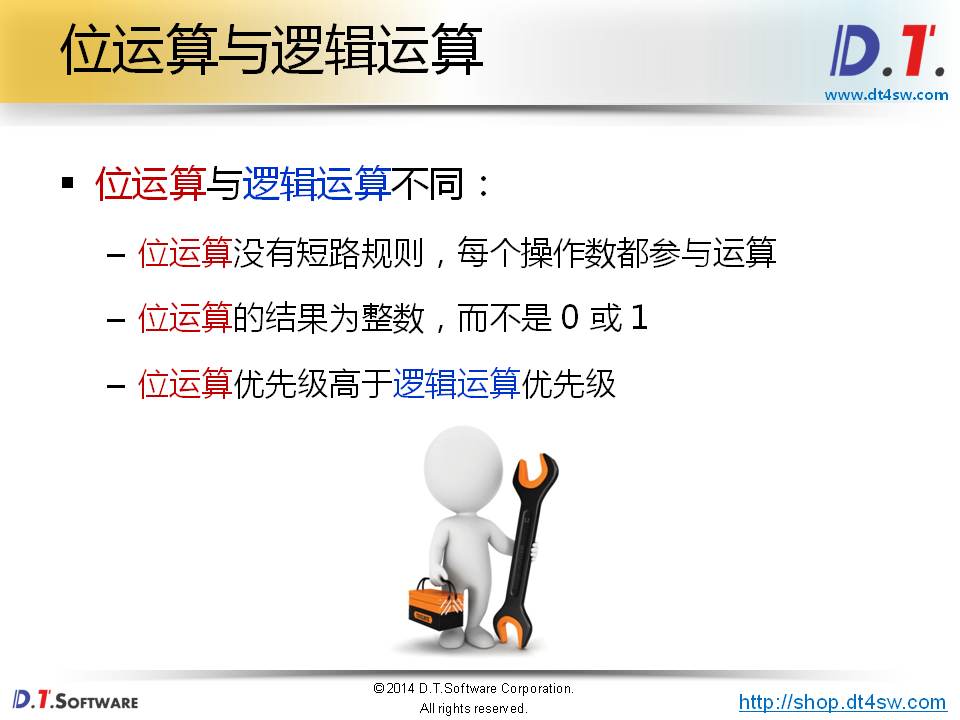 位运算与逻辑运算
D.T.
www.dt4sw.com
▪ 位运算与逻辑运算不同：
– 位运算没有短路规则，每个操作数都参与运算
– 位运算的结果为整数，而不是 0 或 1
– 位运算优先级高于逻辑运算优先级
D.T.SOFTWARE
©2014 D.T.Software Corporation.
All rights reserved.
http://shop.dt4sw.com